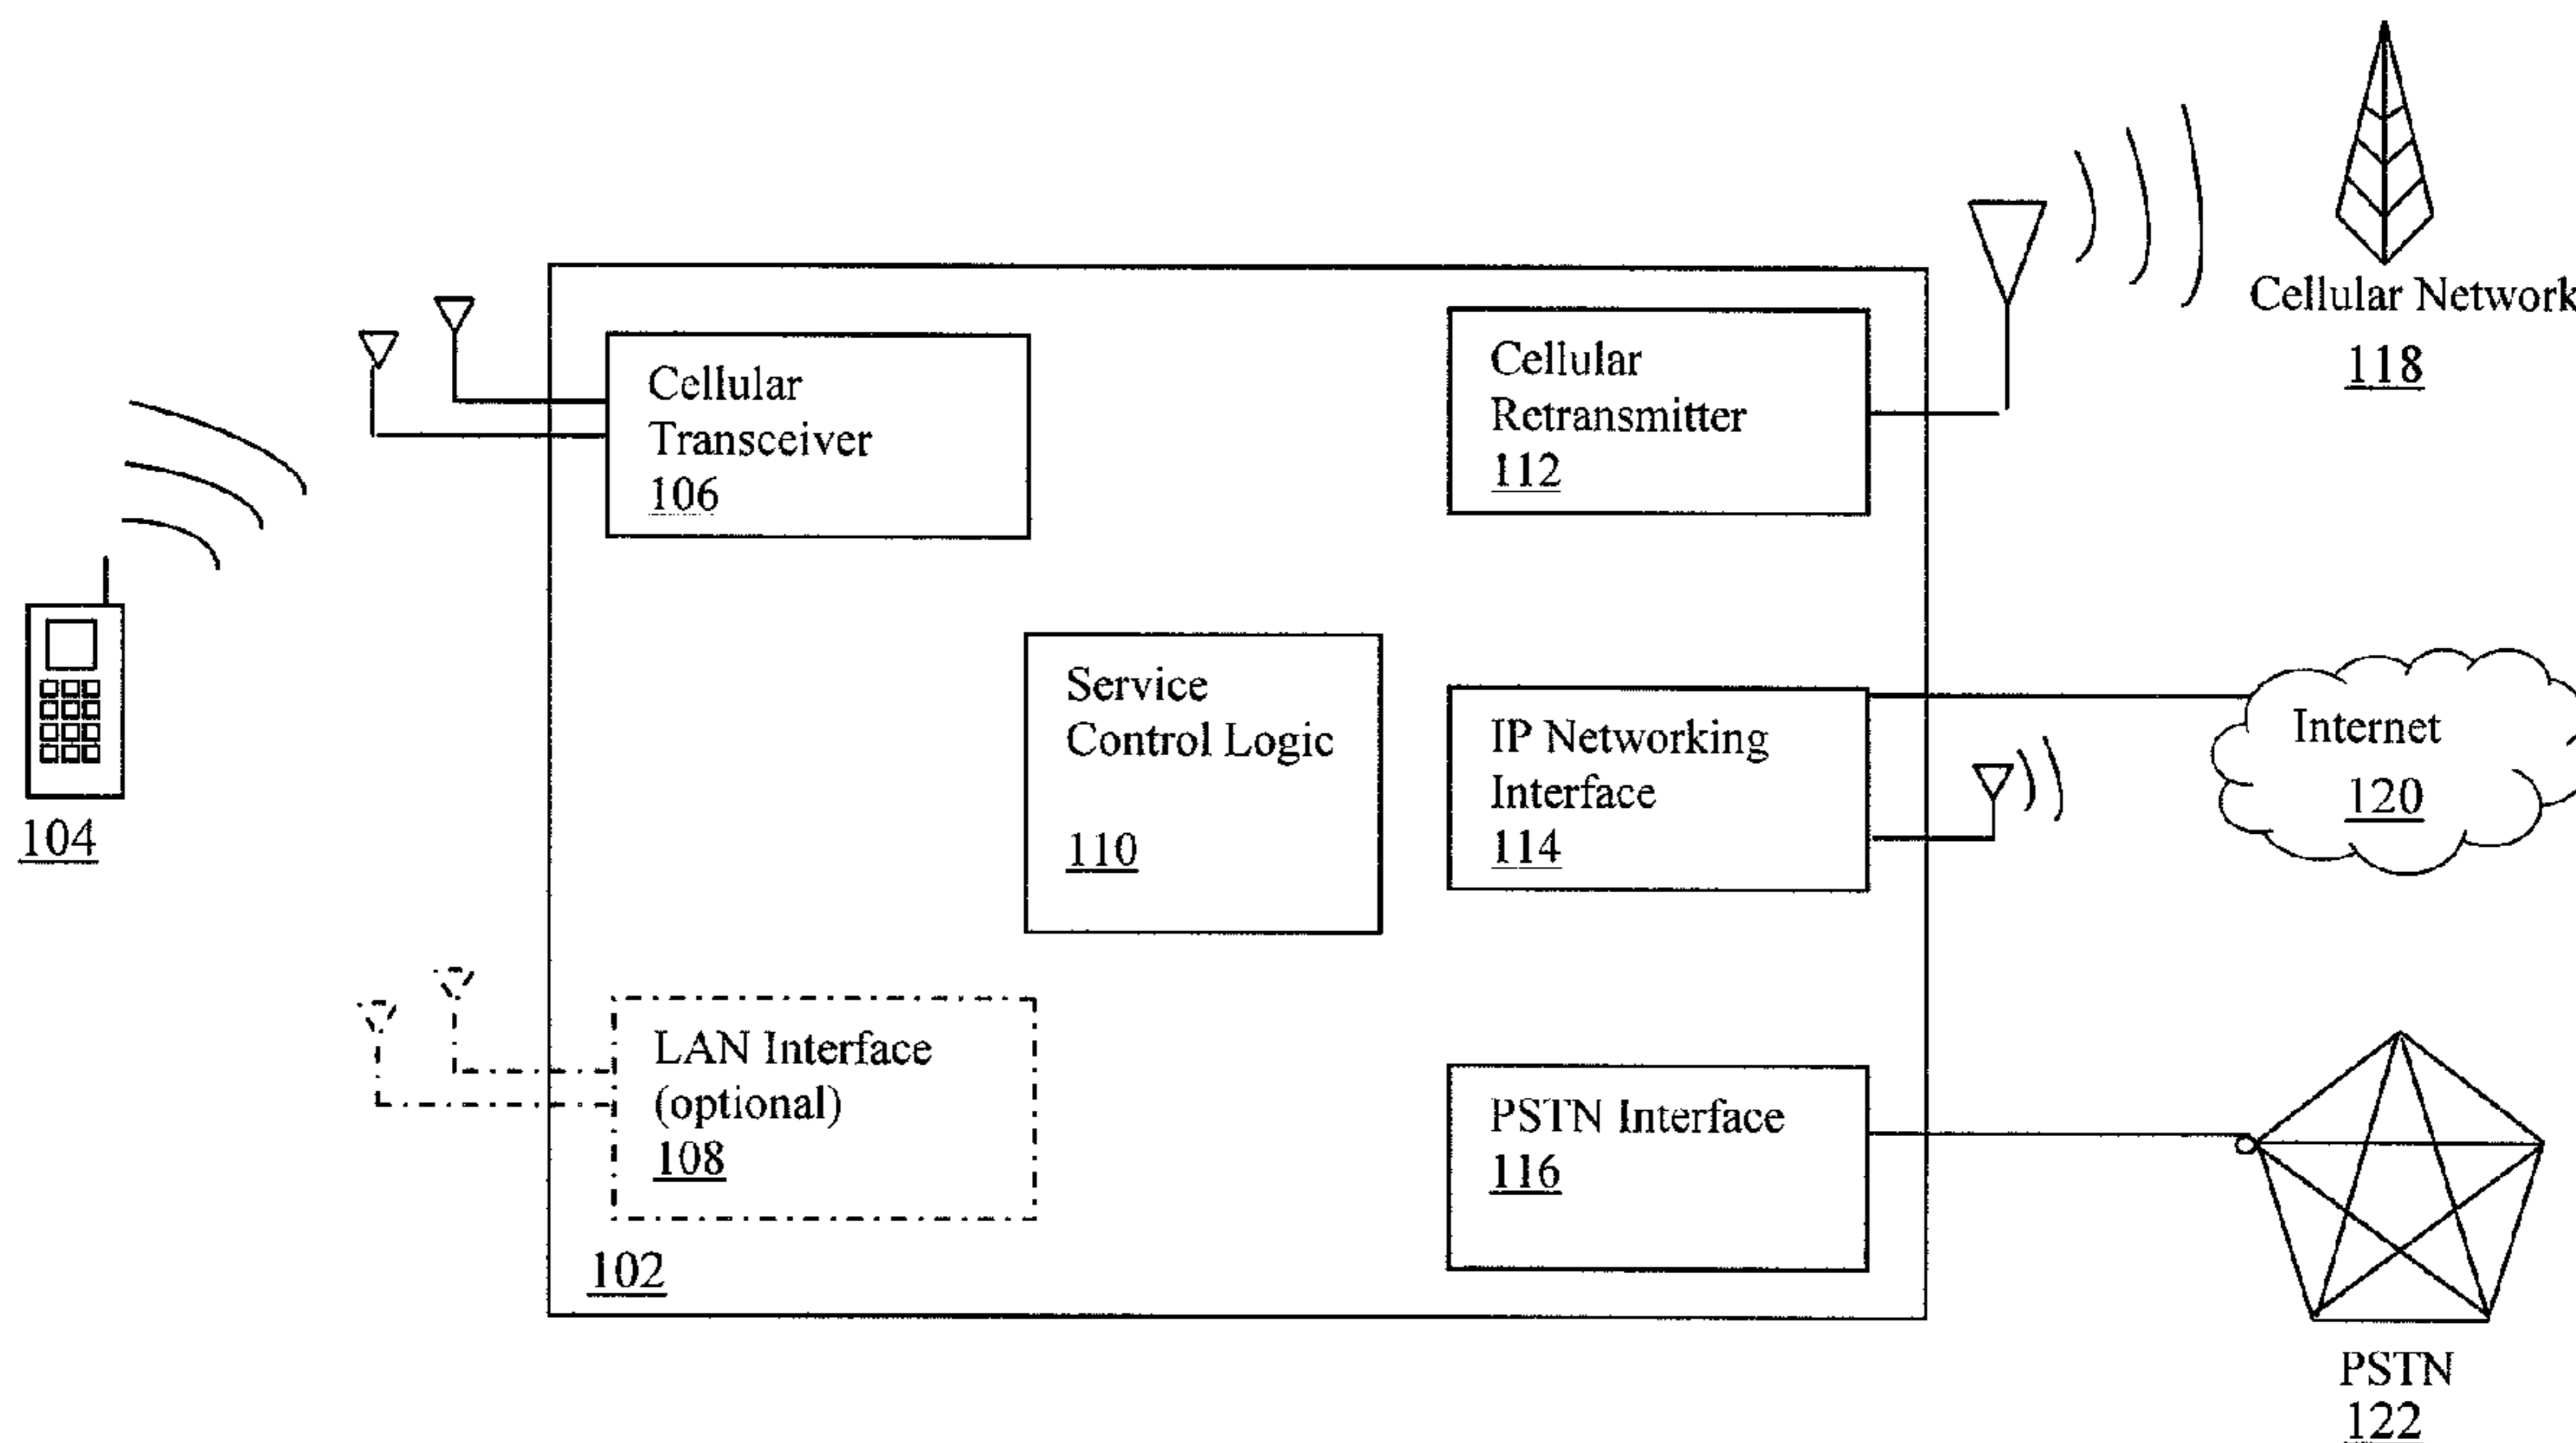 Cellular Network
118
Cellular
Transceiver
106
Cellular
Retransmitter
112
104
Service
Control Logic
110
IP Networking
Interface
114
Internet
120
LAN Interface
(optional)
108
102
PSTN Interface
116
PSTN
122